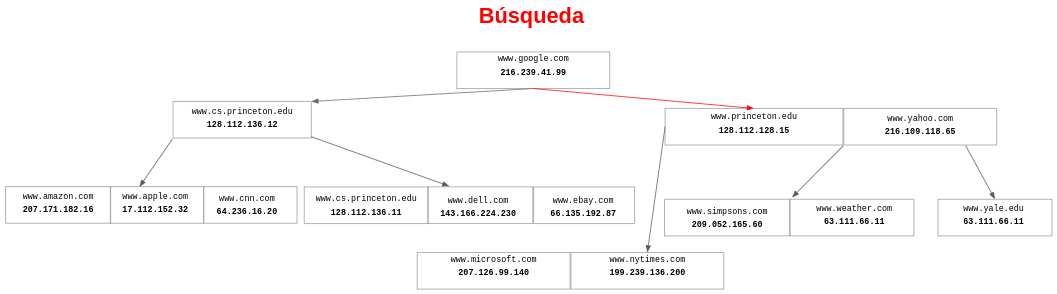 Búsqueda
www.google.com
216.239.41.99
www.cs.princeton.edu
128.112.136.12
www.princeton.edu
128.112.128.15
www.yahoo.com
216.109.118.65
www.amazon.com
207.171.182.16
www.apple.com
17.112.152.32
www.cnn.com
64.236.16.20
www.cs.princeton.edu
128.112.136.11
www.dell.com
143.166.224.230
www.ebay.com
66.135.192.87
www.simpsons.com
209.052.165.60
www.weather.com
63.111.66.11
www.yale.edu
63.111.66.11
www.microsoft.com
207.126.99.140
www.nytimes.com
199.239.136.200